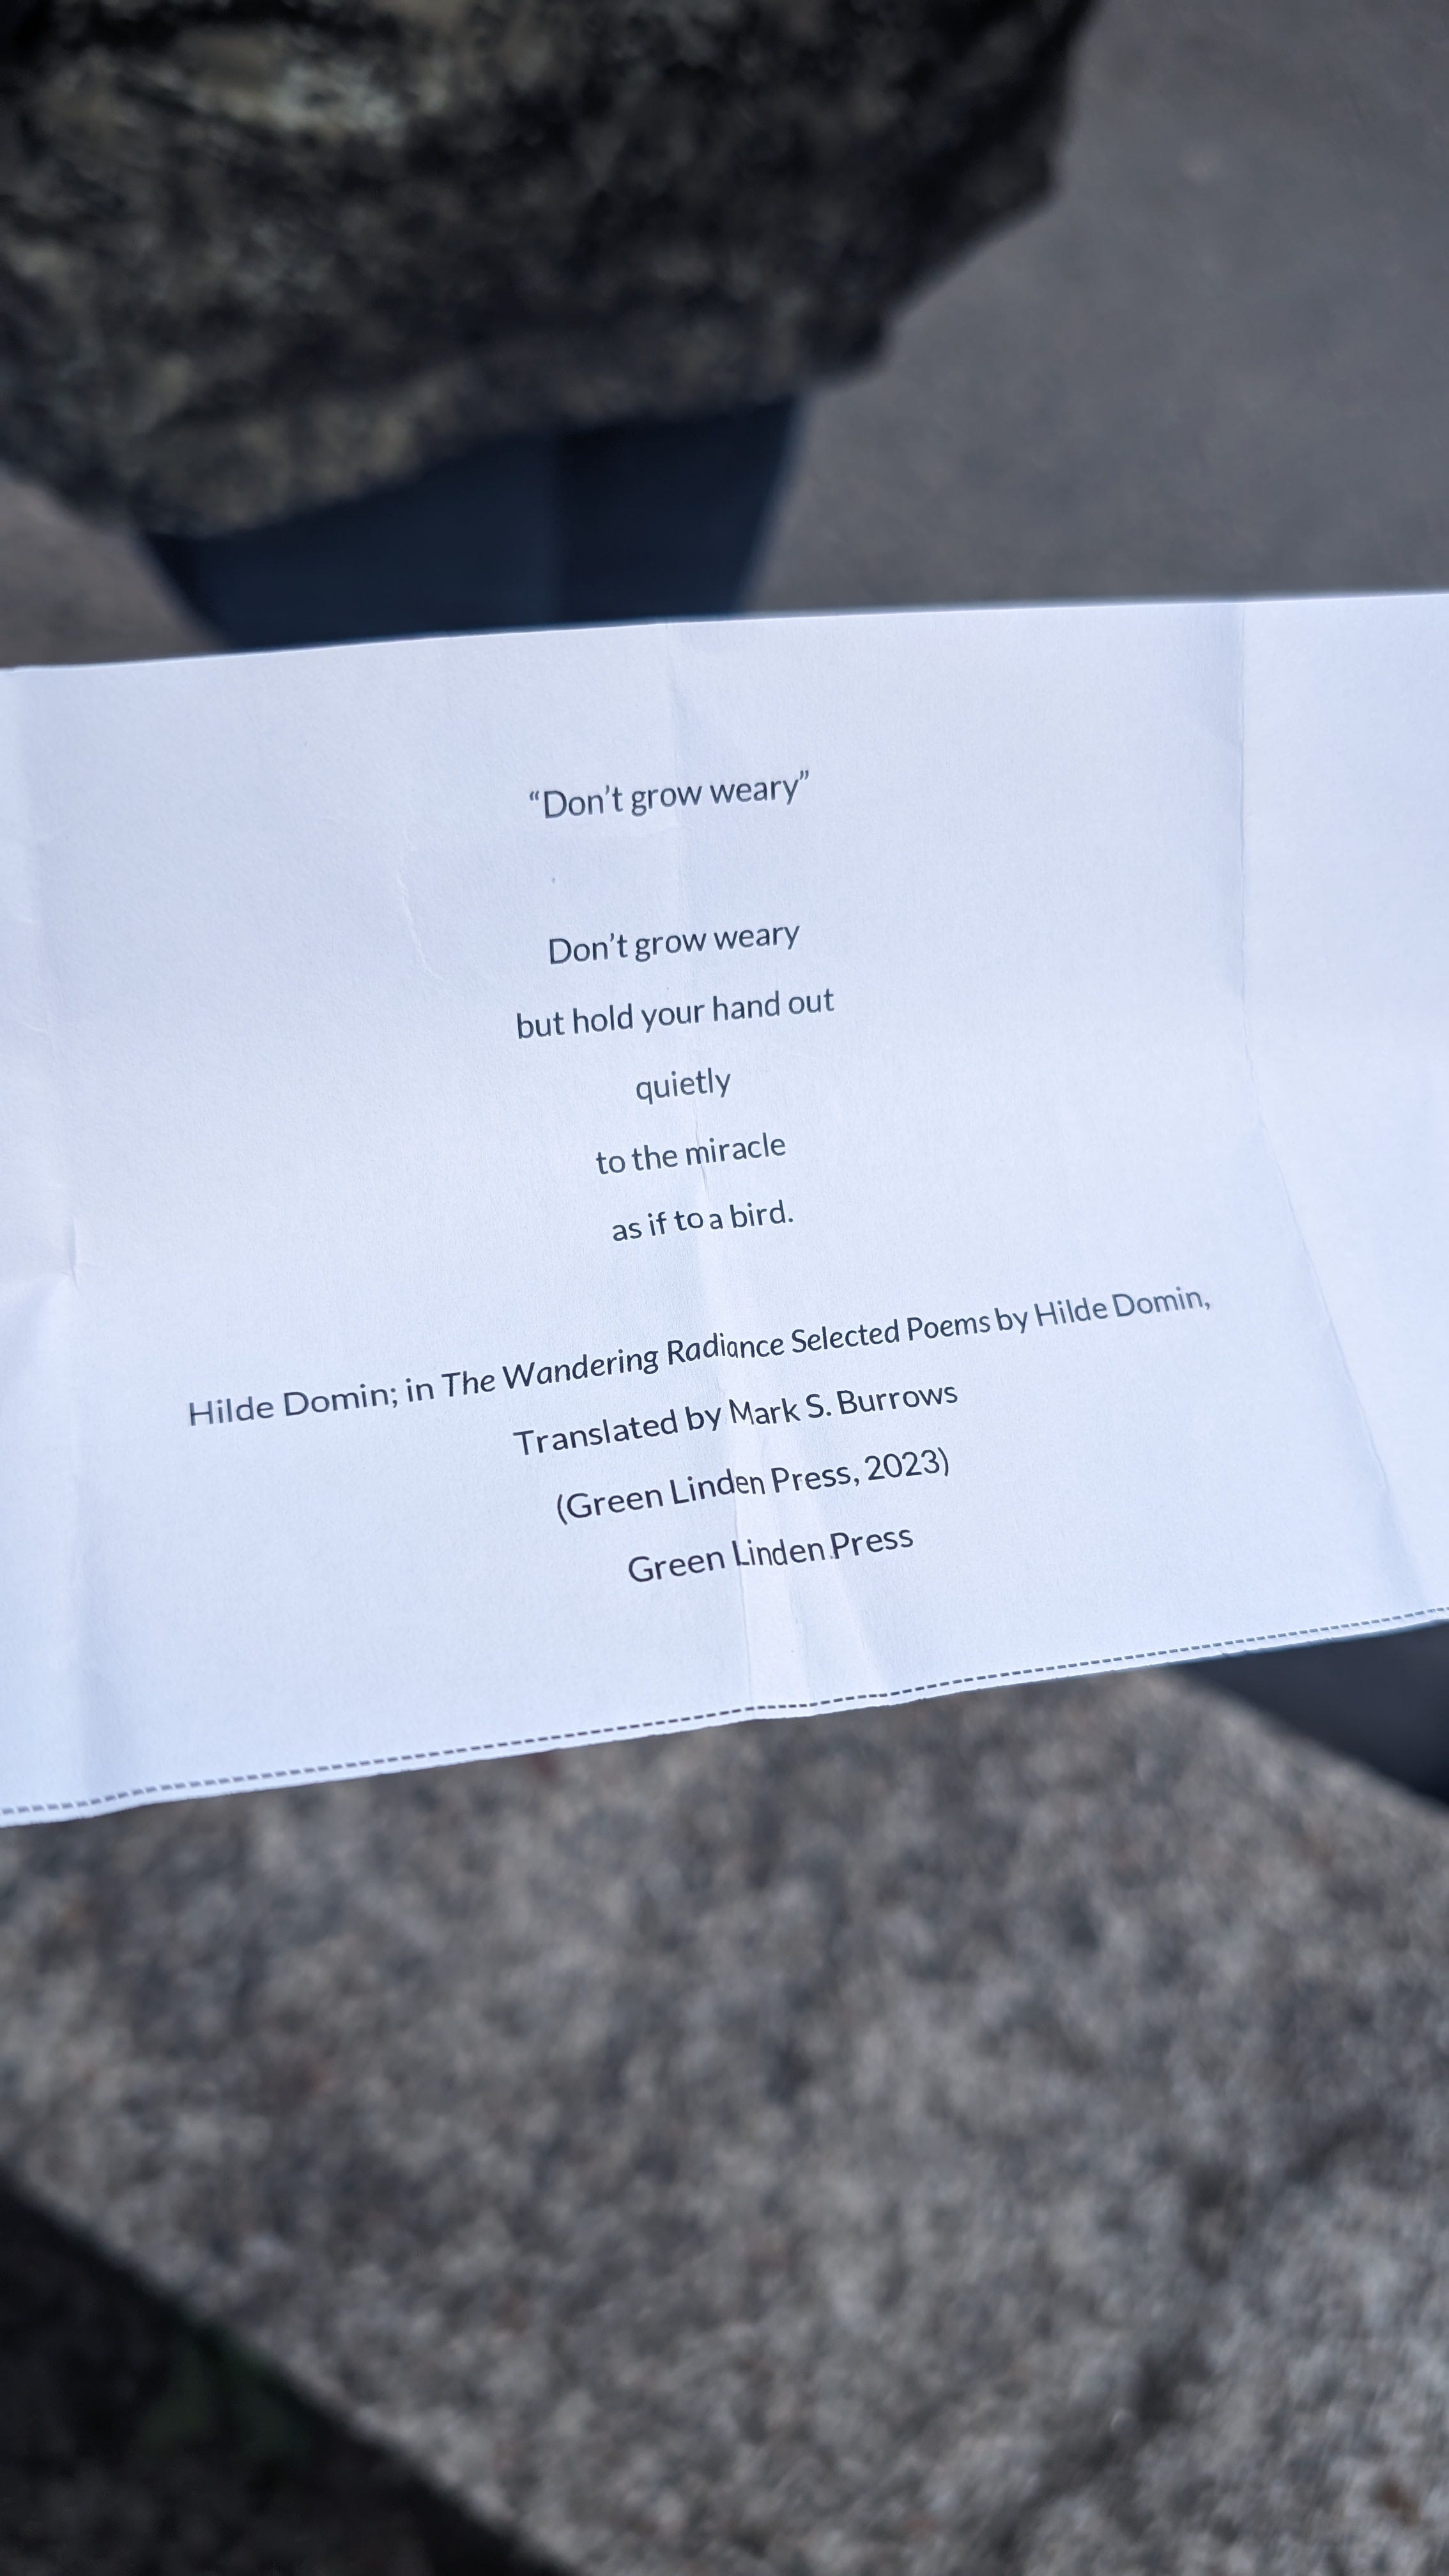 “Don’t grow weary”
Don’t grow weary
but hold your hand out
quietly
to the miracle
as if to a bird.
Hilde Domin; in The Wandering Radiance Selected Poems by Hilde Domin,
Translated by Mark S. Burrows
(Green Linden Press, 2023)
Green Linden Press